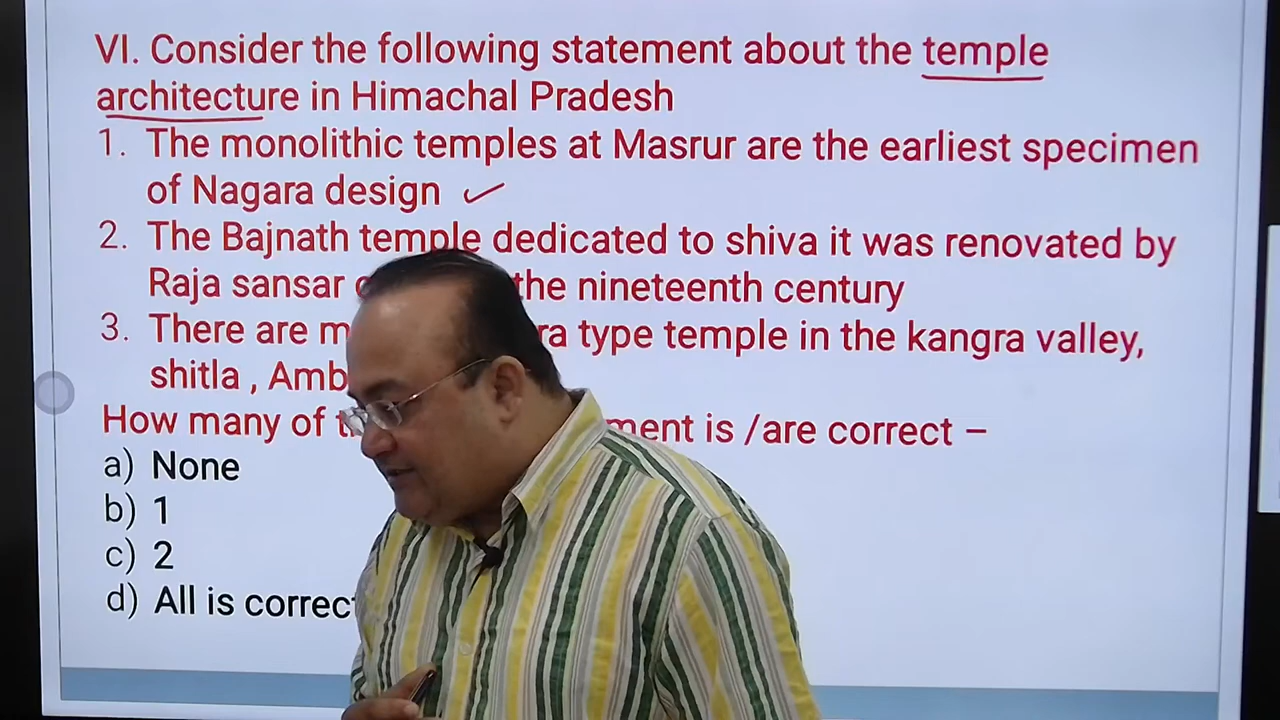 VI. Consider the following statement about the temple
architecture in Himachal Pradesh
1. The monolithic temples at Masrur are the earliest specimen
of Nagara design
2. The Bajnath temple dedicated to shiva it was renovated by
Raja sansar the nineteenth century
3. There are type temple in the kangra valley,
shitla ,
How many of is /are correct –
a) None
b) 1
c) 2
d) All is correct